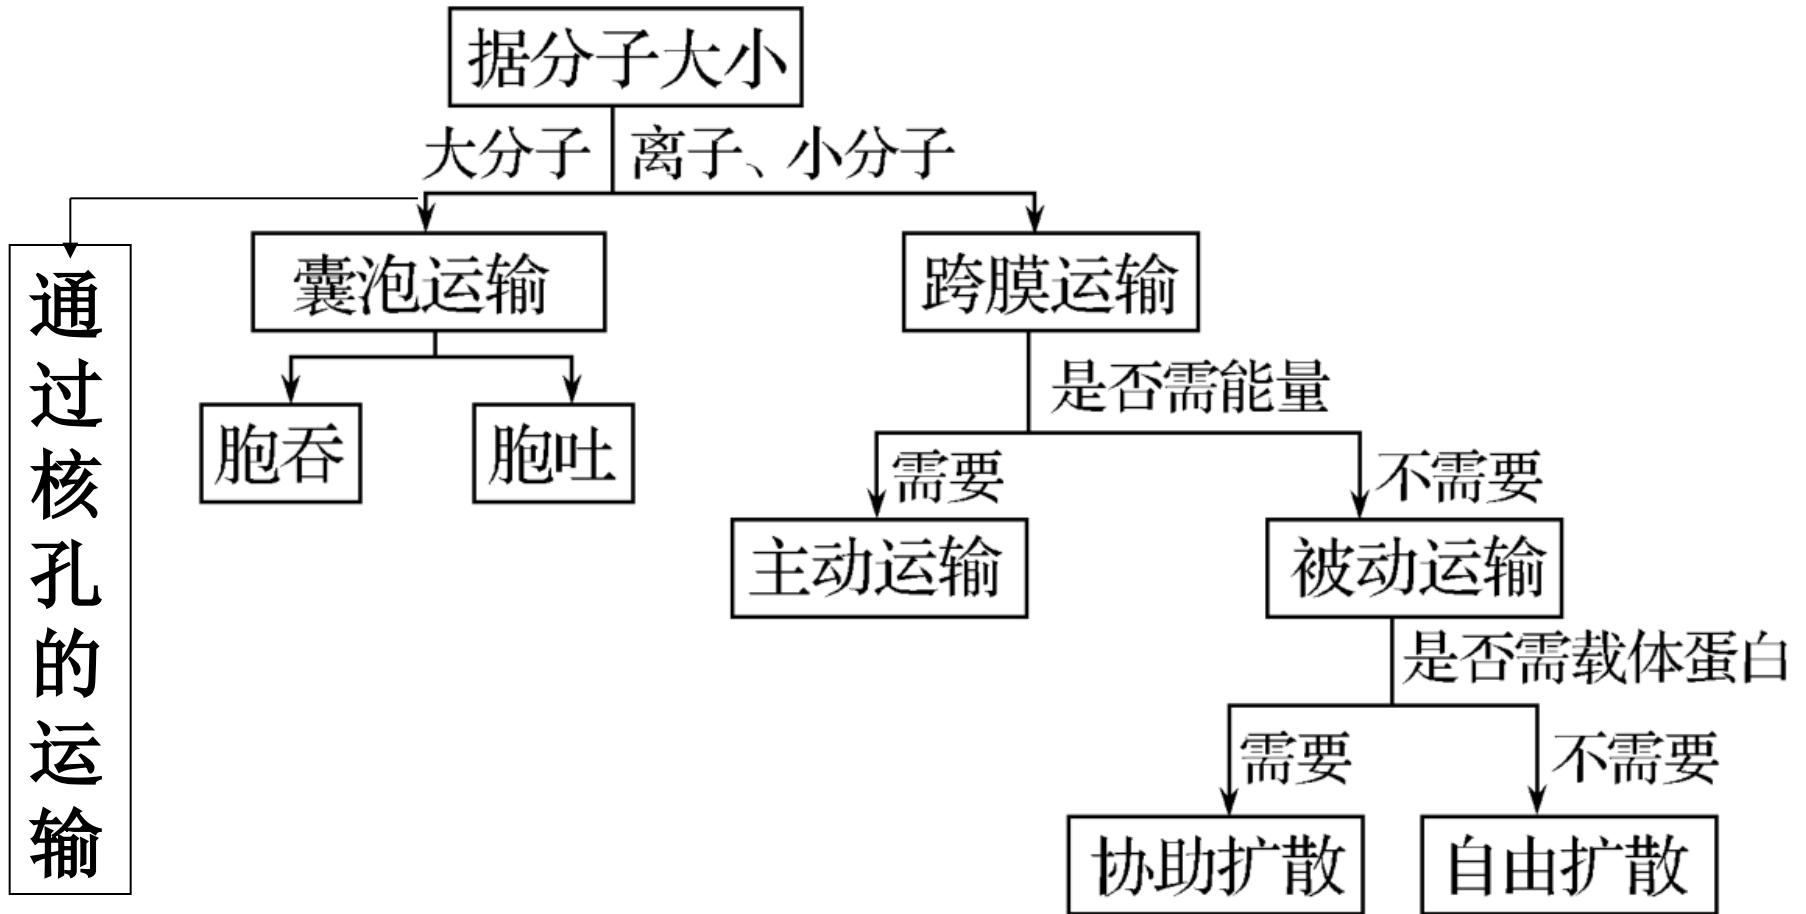 据分子大小
大分子
离子、小分子
囊泡运输
跨膜运输
通过核孔的运输
是否需能量
胞吞
胞吐
需要
不需要
主动运输
被动运输
是否需载体蛋白
需要
不需要
协助扩散
自由扩散